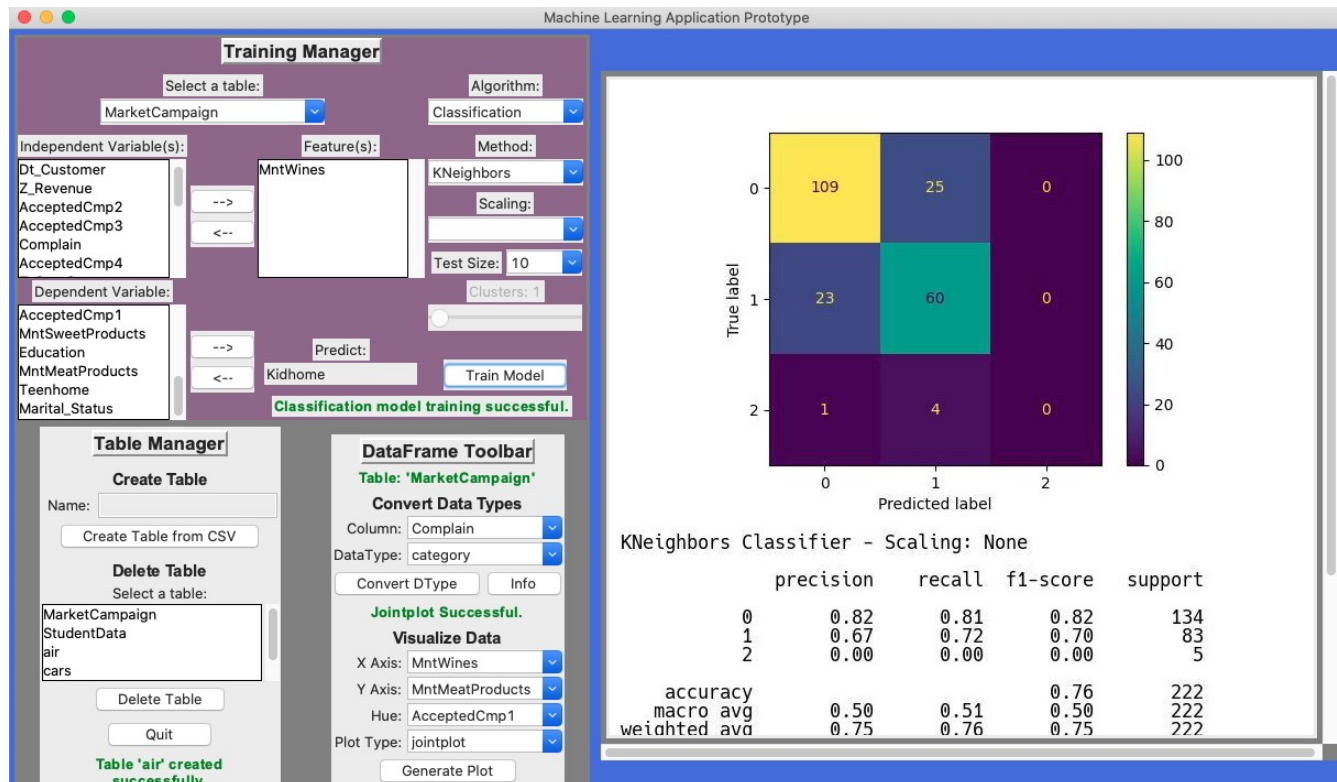 Machine Learning Application Prototype
Training Manager
Select a table:
Algorithm:
MarketCampaign
Classification
Independent Variable(s):
Feature(s):
Method:
Dt_Customer
Z_Revenue
AcceptedCmp2
AcceptedCmp3
Complain
AcceptedCmp4
-->
<--
MntWines
KNeighbors
Scaling:
Test Size: 10
Dependent Variable:
Clusters: 1
AcceptedCmp1
MntSweetProducts
Education
MntMeatProducts
Teenhome
Marital_Status
-->
<--
Predict:
Kidhome
Train Model
Classification model training successful.
Table Manager
Create Table
Name:
Create Table from CSV
Delete Table
Select a table:
MarketCampaign
StudentData
air
cars
Delete Table
Quit
Table 'air' created
successfully
DataFrame Toolbar
Table: 'MarketCampaign'
Convert Data Types
Column: Complain
DataType: category
Convert DType Info
Jointplot Successful.
Visualize Data
X Axis: MntWines
Y Axis: MntMeatProducts
Hue: AcceptedCmp1
Plot Type: jointplot
Generate Plot
True label
0 109 25 0
1 23 60 0
2 1 4 0
0 1 2
Predicted label
100
80
60
40
20
0
KNeighbors Classifier - Scaling: None
precision recall f1-score support
0 0.82 0.81 0.82 134
1 0.67 0.72 0.70 83
2 0.00 0.00 0.00 5
accuracy 0.76 222
macro avg 0.50 0.51 0.50 222
weighted avg 0.75 0.76 0.75 222